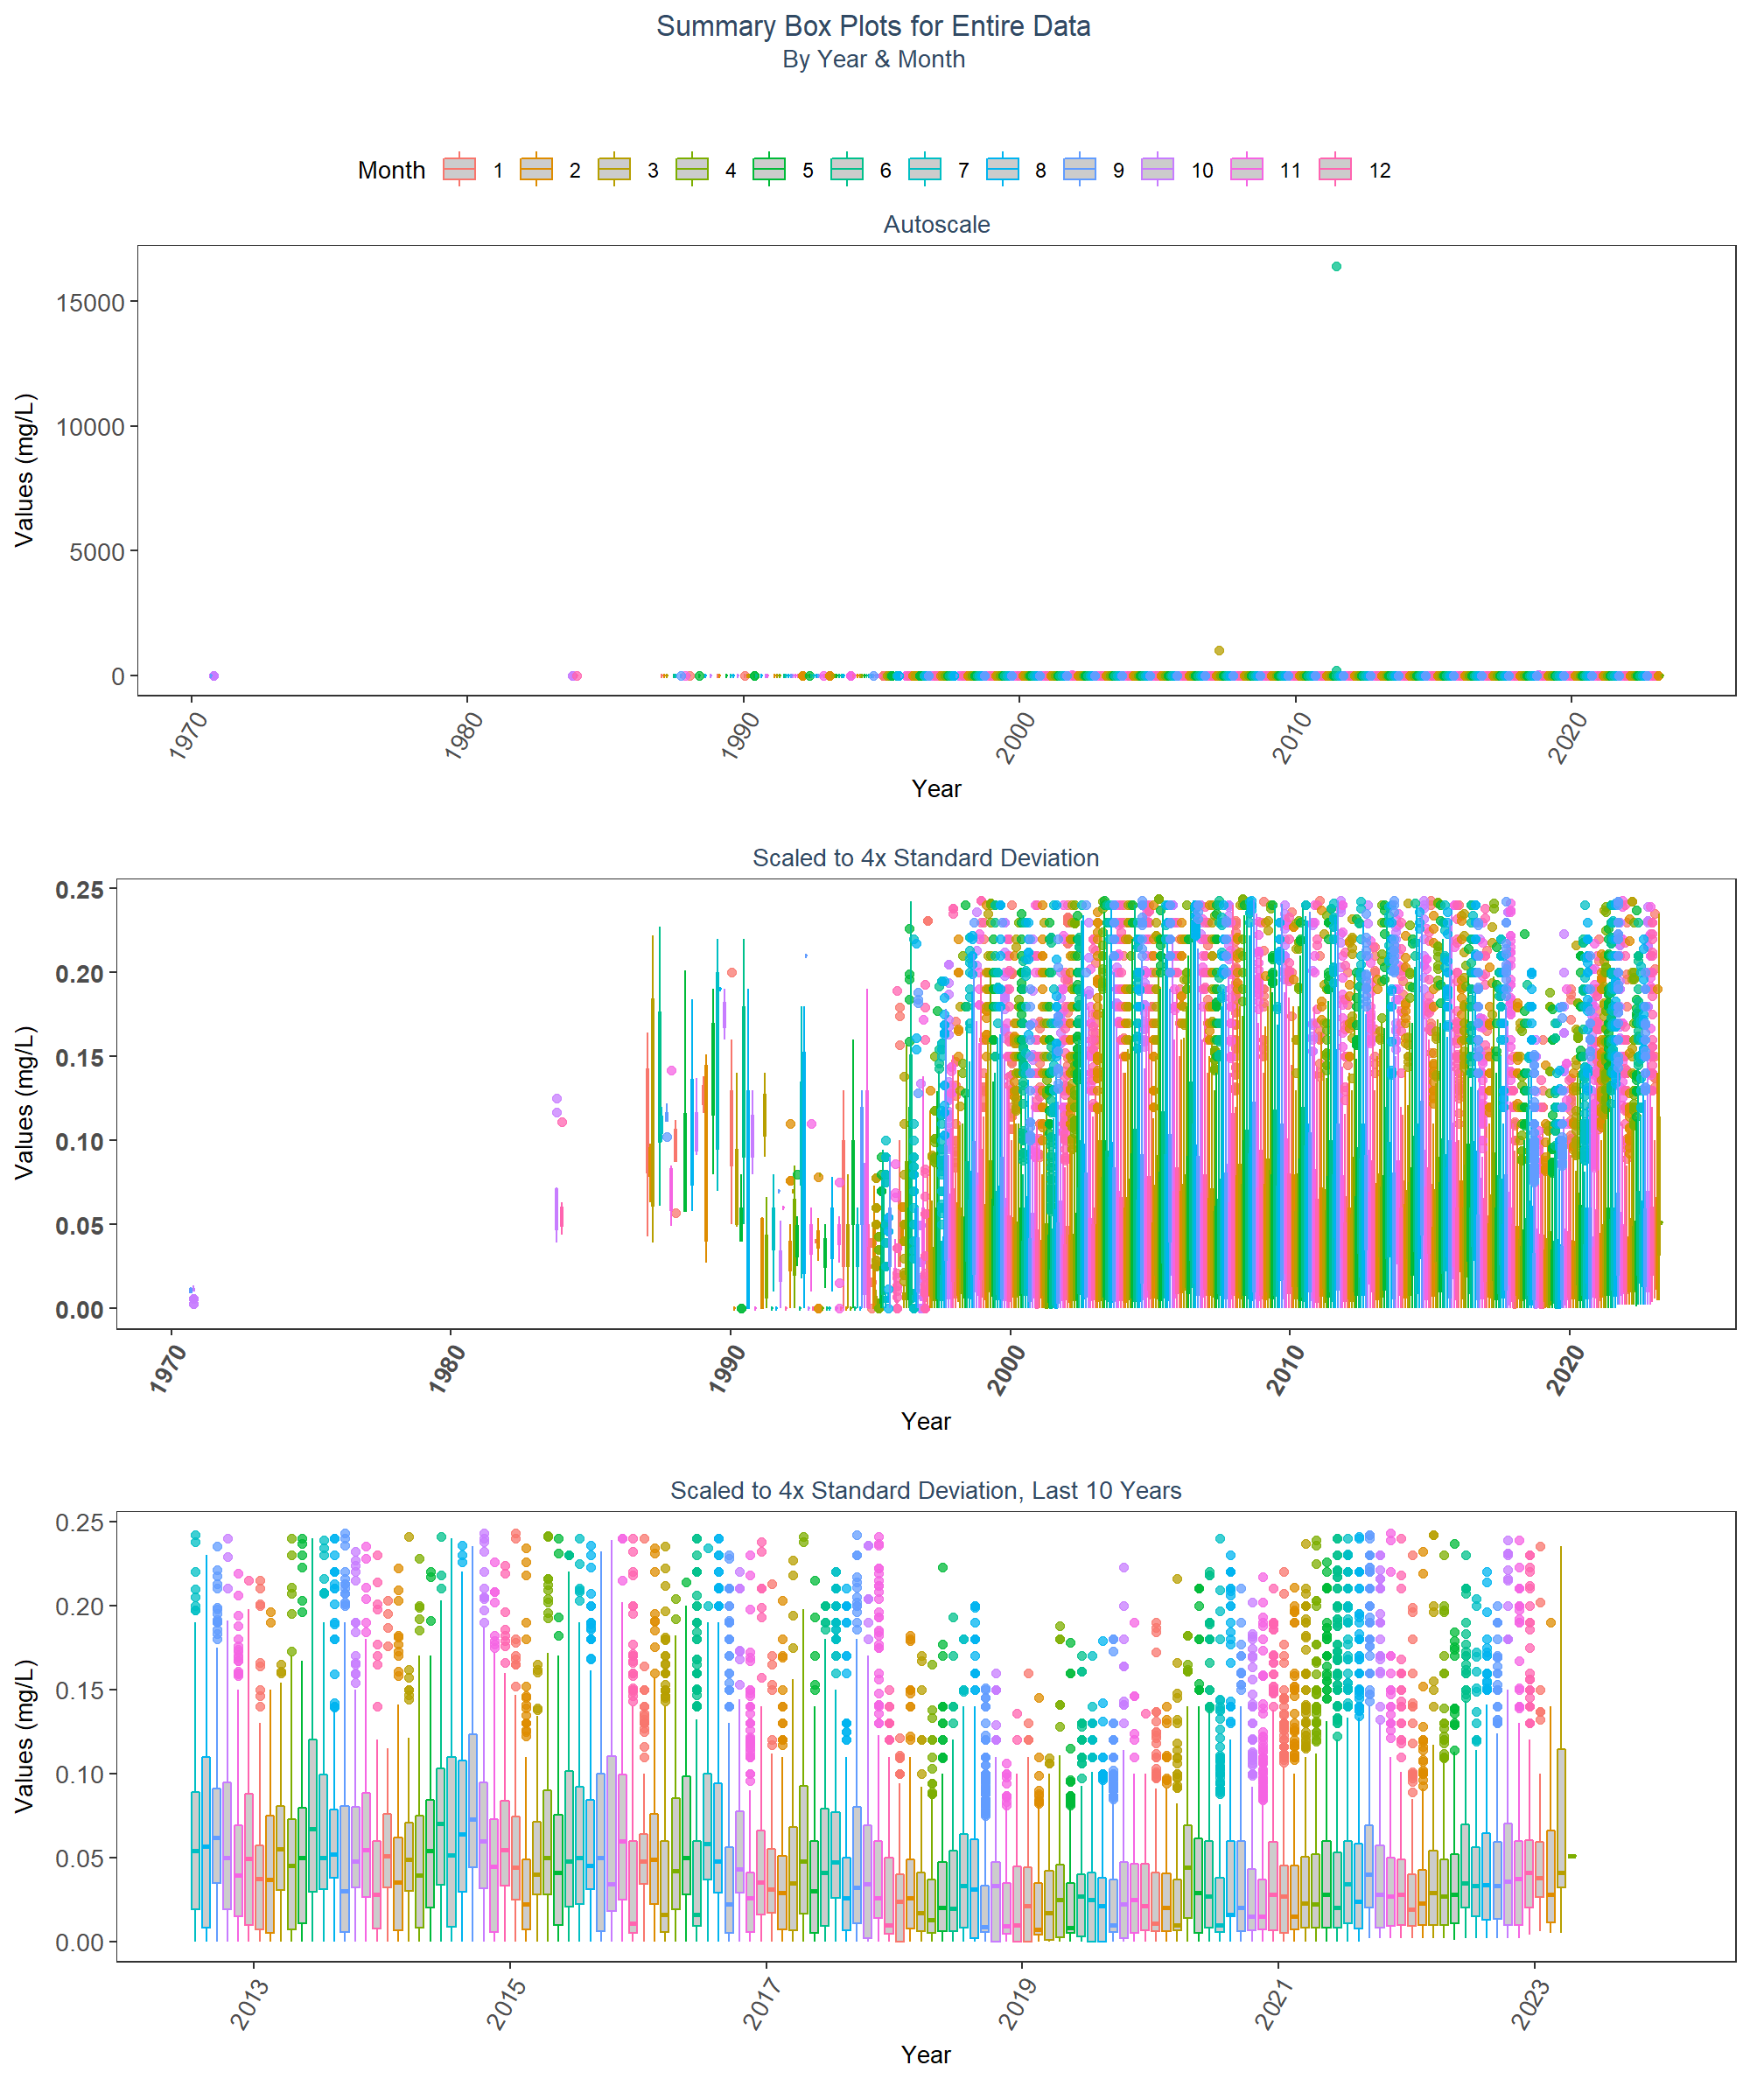 Summary Box Plots for Entire Data
By Year & Month
Month 1 2 3 4 5 6 7 8 9 10 11 12
Autoscale
Values (mg/L)
15000
10000
5000
0
1970 1980 1990 2000 2010 2020
Year
Scaled to 4x Standard Deviation
Values (mg/L)
0.25
0.20
0.15
0.10
0.05
0.00
1970 1980 1990 2000 2010 2020
Year
Scaled to 4x Standard Deviation, Last 10 Years
Values (mg/L)
0.25
0.20
0.15
0.10
0.05
0.00
2013 2015 2017 2019 2021 2023
Year